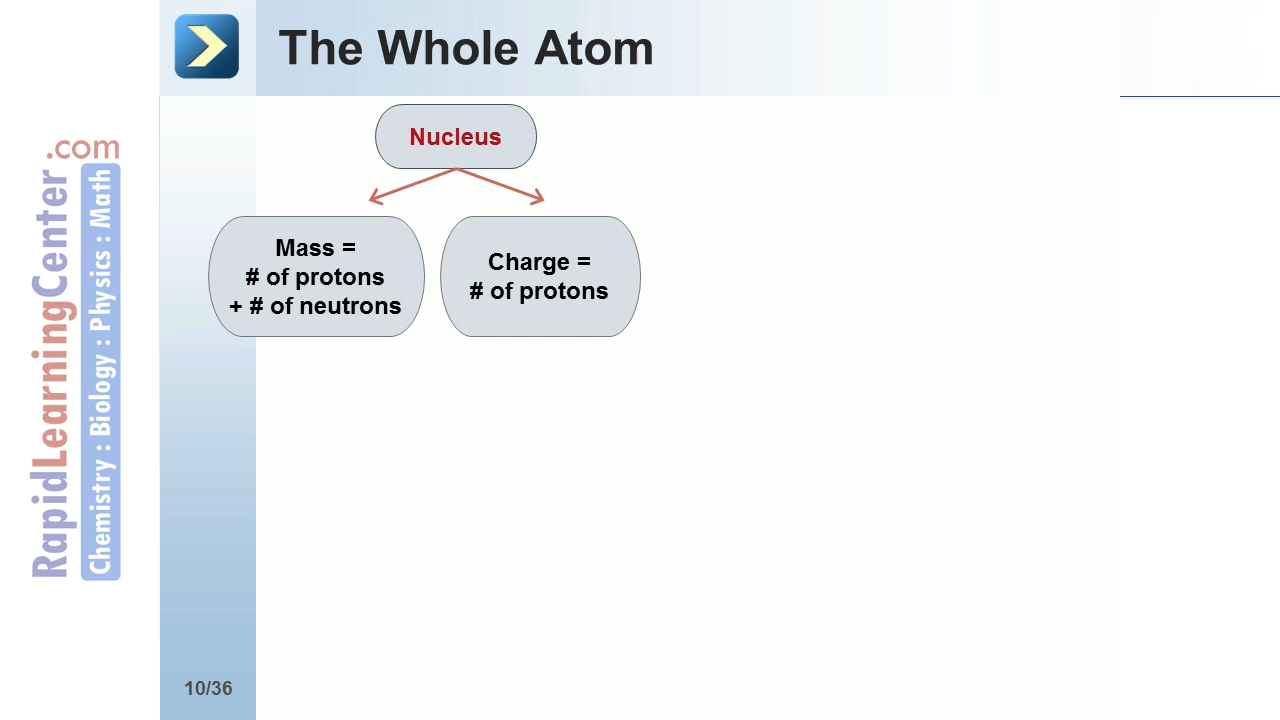 The Whole Atom
Nucleus
Mass =
# of protons
+ # of neutrons
Charge =
# of protons
RapidLearningCenter.com
Chemistry : Biology : Physics : Math
10/36